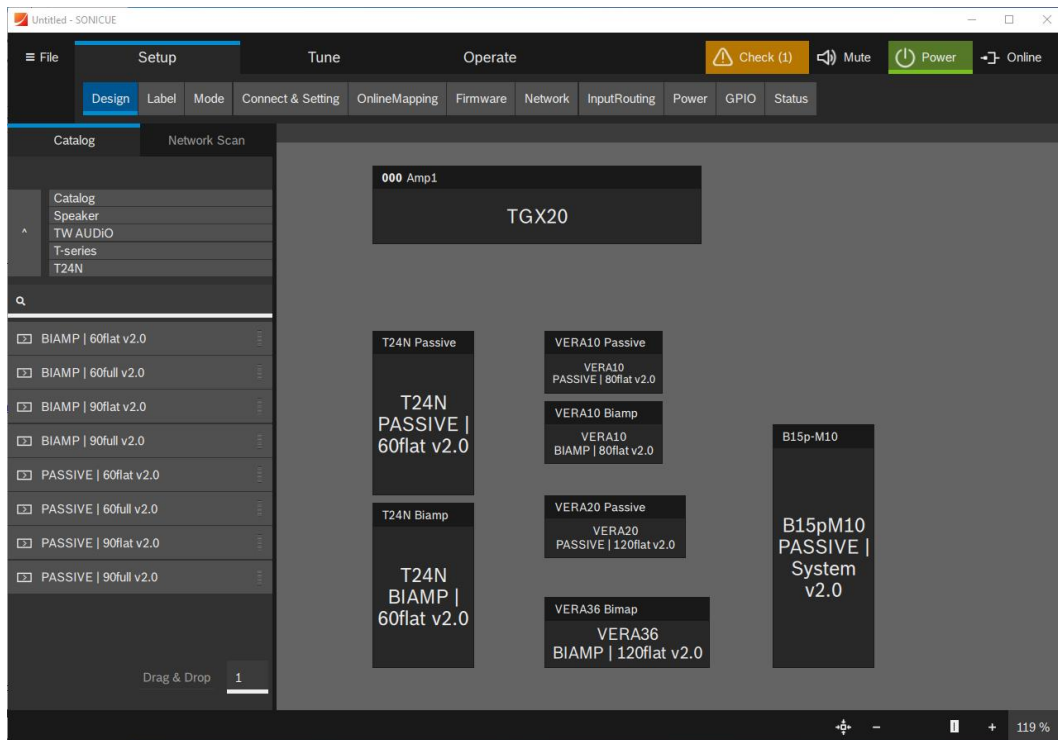 Untitled - SONICUE
File
Setup
Tune
Operate
Check (1)
Mute
Power
Online
Design
Label
Mode
Connect & Setting
OnlineMapping
Firmware
Network
InputRouting
Power
GPIO
Status
Catalog
Network Scan
Catalog
Speaker
TW AUDiO
T-series
T24N
BIAMP | 60flat v2.0
BIAMP | 60full v2.0
BIAMP | 90flat v2.0
BIAMP | 90full v2.0
PASSIVE | 60flat v2.0
PASSIVE | 60full v2.0
PASSIVE | 90flat v2.0
PASSIVE | 90full v2.0
Drag & Drop
1
000 Amp1
TGX20
T24N Passive
T24N
PASSIVE |
60flat v2.0
T24N Biamp
T24N
BIAMP |
60flat v2.0
VERA10 Passive
VERA10
PASSIVE | 80flat v2.0
VERA10 Biamp
VERA10
BIAMP | 80flat v2.0
VERA20 Passive
VERA20
PASSIVE | 120flat v2.0
VERA36 Bimap
VERA36
BIAMP | 120flat v2.0
B15p-M10
B15pM10
PASSIVE |
System
v2.0
119 %